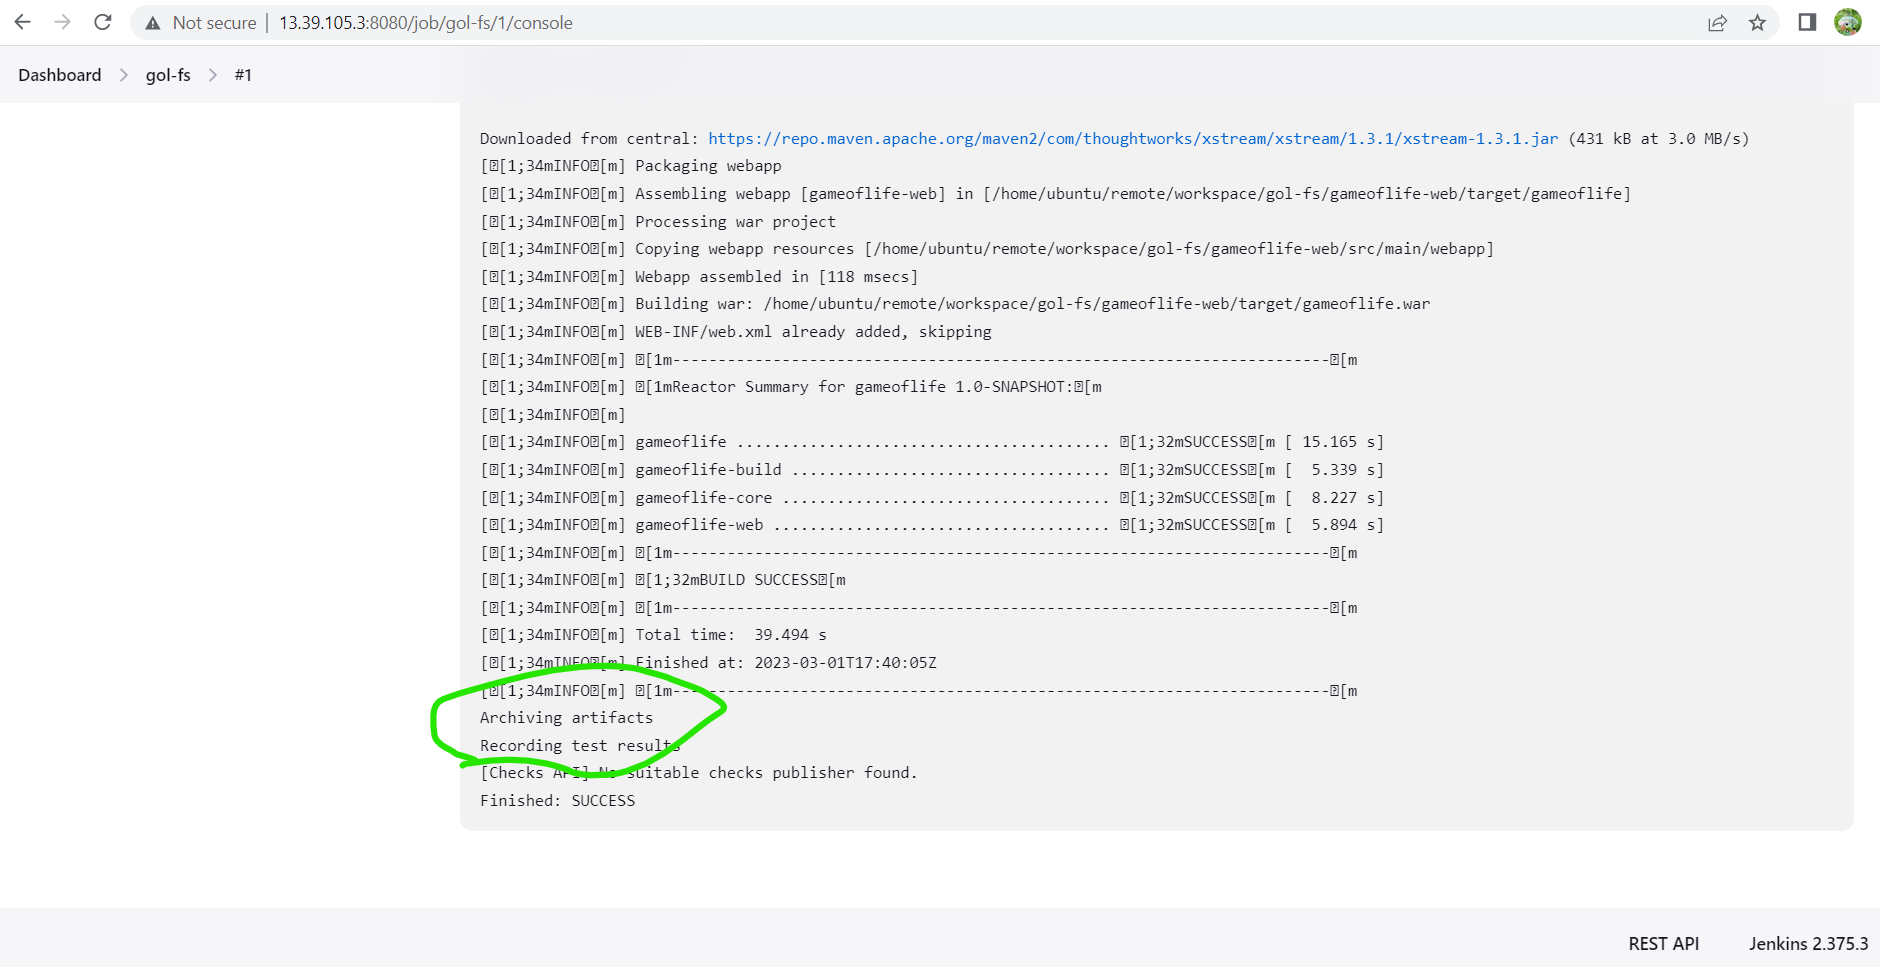 Not secure | 13.39.105.3:8080/job/gol-fs/1/console
Dashboard > gol-fs > #1
Downloaded from central: https://repo.maven.apache.org/maven2/com/thoughtworks/xstream/xstream/1.3.1/xstream-1.3.1.jar (431 kB at 3.0 MB/s)
[␛[1;34mINFO␛[m] Packaging webapp
[␛[1;34mINFO␛[m] Assembling webapp [gameoflife-web] in [/home/ubuntu/remote/workspace/gol-fs/gameoflife-web/target/gameoflife]
[␛[1;34mINFO␛[m] Processing war project
[␛[1;34mINFO␛[m] Copying webapp resources [/home/ubuntu/remote/workspace/gol-fs/gameoflife-web/src/main/webapp]
[␛[1;34mINFO␛[m] Webapp assembled in [118 msecs]
[␛[1;34mINFO␛[m] Building war: /home/ubuntu/remote/workspace/gol-fs/gameoflife-web/target/gameoflife.war
[␛[1;34mINFO␛[m] WEB-INF/web.xml already added, skipping
[␛[1;34mINFO␛[m] ␛[1m------------------------------------------------------------------------␛[m
[␛[1;34mINFO␛[m] ␛[1mReactor Summary for gameoflife 1.0-SNAPSHOT:␛[m
[␛[1;34mINFO␛[m]
[␛[1;34mINFO␛[m] gameoflife ......................................... ␛[1;32mSUCCESS␛[m [ 15.165 s]
[␛[1;34mINFO␛[m] gameoflife-build ................................... ␛[1;32mSUCCESS␛[m [  5.339 s]
[␛[1;34mINFO␛[m] gameoflife-core .................................... ␛[1;32mSUCCESS␛[m [  8.227 s]
[␛[1;34mINFO␛[m] gameoflife-web ..................................... ␛[1;32mSUCCESS␛[m [  5.894 s]
[␛[1;34mINFO␛[m] ␛[1m------------------------------------------------------------------------␛[m
[␛[1;34mINFO␛[m] ␛[1;32mBUILD SUCCESS␛[m
[␛[1;34mINFO␛[m] ␛[1m------------------------------------------------------------------------␛[m
[␛[1;34mINFO␛[m] Total time:  39.494 s
[␛[1;34mINFO␛[m] Finished at: 2023-03-01T17:40:05Z
[␛[1;34mINFO␛[m] ␛[1m------------------------------------------------------------------------␛[m
Archiving artifacts
Recording test results
[Checks API] No suitable checks publisher found.
Finished: SUCCESS
REST API Jenkins 2.375.3